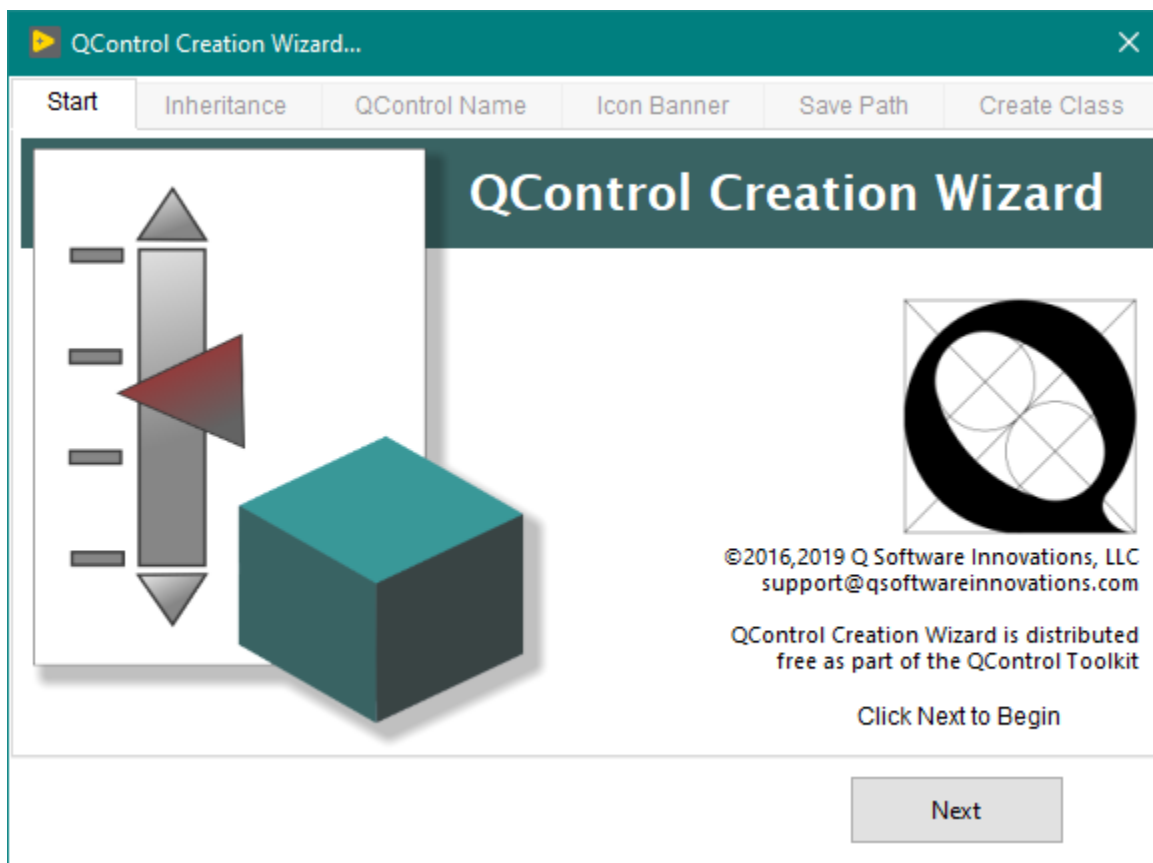 QControl Creation Wizard...
Start
Inheritance
QControl Name
Icon Banner
Save Path
Create Class
QControl Creation Wizard
©2016,2019 Q Software Innovations, LLC
support@qsoftwareinnovations.com
QControl Creation Wizard is distributed
free as part of the QControl Toolkit
Click Next to Begin
Next